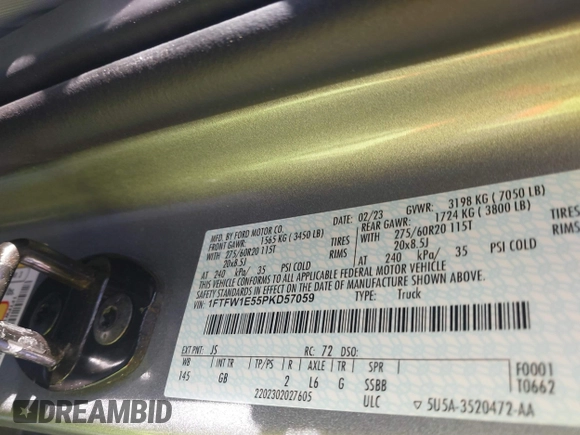 MFD. BY FORD MOTOR CO.
DATE: 02/23 GVWR: 3198 KG (7050 LB)
FRONT GAWR: 1565 KG (3450 LB) REAR GAWR: 1724 KG (3800 LB)
275/60R20 115T TIRES 275/60R20 115T TIRES
20x8.5J RIMS 20x8.5J RIMS
AT 240 kPa/ 35 PSI COLD AT 240 kPa/ 35 PSI COLD
THIS VEHICLE CONFORMS TO ALL APPLICABLE FEDERAL MOTOR VEHICLE
SAFETY STANDARDS IN EFFECT ON THE DATE OF MANUFACTURE SHOWN ABOVE.
VIN: 1FTFW1E55PKD57059 TYPE: Truck
EXT PNT: JS RC: 72 DSO:
WB INT TR TP/PS R AXLE TR SPR
145 GB 2 L6 G SSBB
F0001
T0662
2202302027605 ULC 5U5A-3520472-AA
DREAMBID